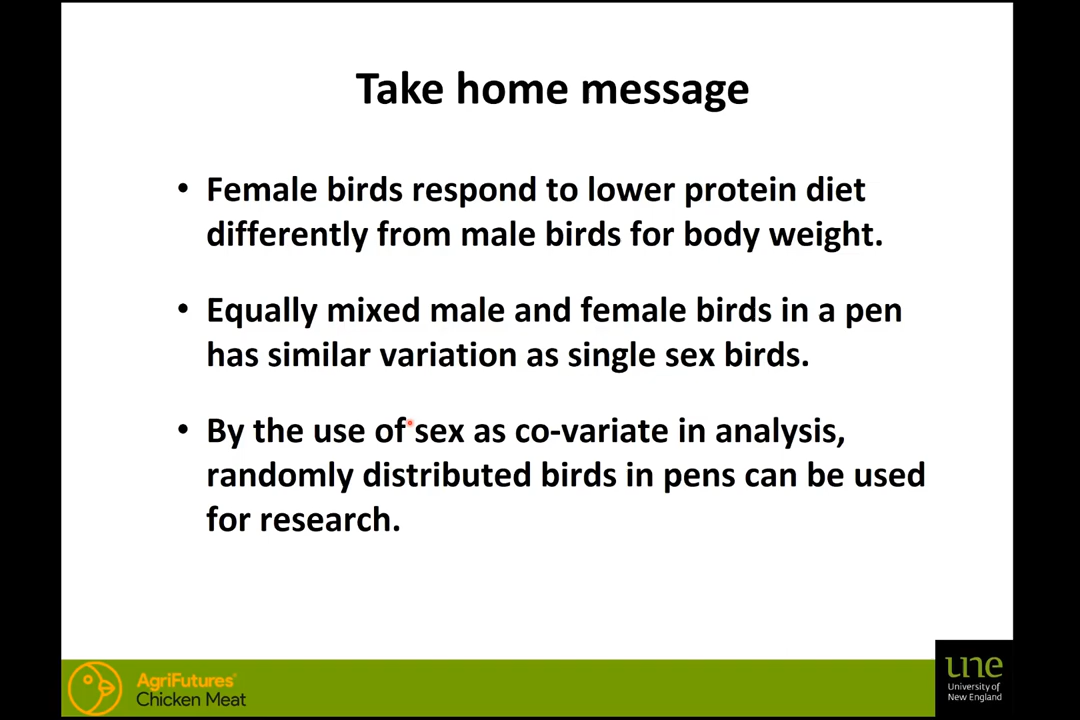 Take home message
• Female birds respond to lower protein diet
differently from male birds for body weight.
• Equally mixed male and female birds in a pen
has similar variation as single sex birds.
• By the use of sex as co-variate in analysis,
randomly distributed birds in pens can be used
for research.
AgriFutures®
Chicken Meat
une
University of
New England